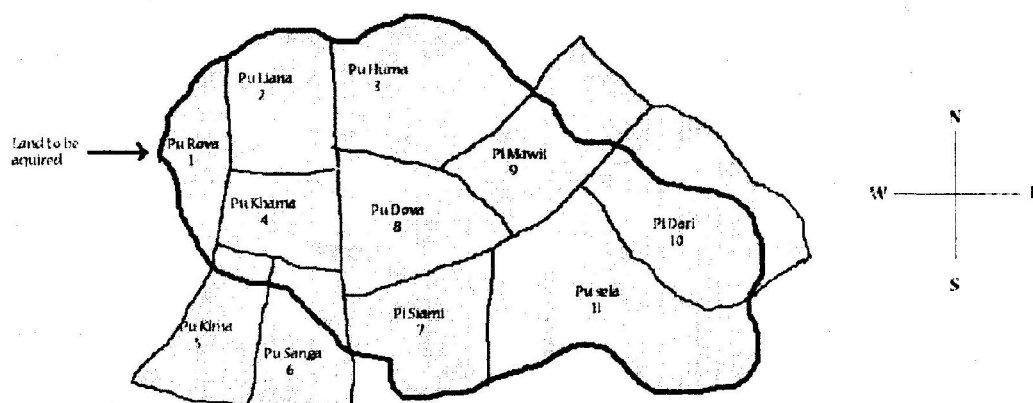 Pu Liana
2
Pu Huma
3
Land to be
aquired
Pu Rova
1
Pi Mawii
9
Pu Khama
4
Pu Dova
8
Pi Dari
10
Pu Kima
5
Pu Sanga
6
Pi Siami
7
Pu sela
11
N
W
E
S